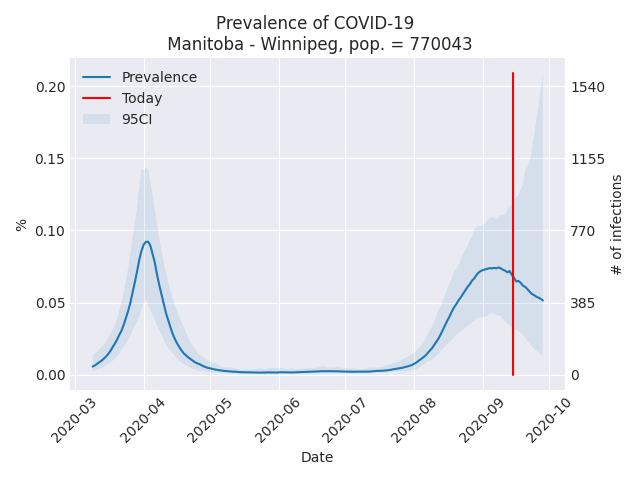 Prevalence of COVID-19
Manitoba - Winnipeg, pop. = 770043
Prevalence
Today
95CI
0.20
0.15
0.10
0.05
0.00
%
1540
1155
770
385
0
# of infections
2020-03
2020-04
2020-05
2020-06
2020-07
2020-08
2020-09
2020-10
Date